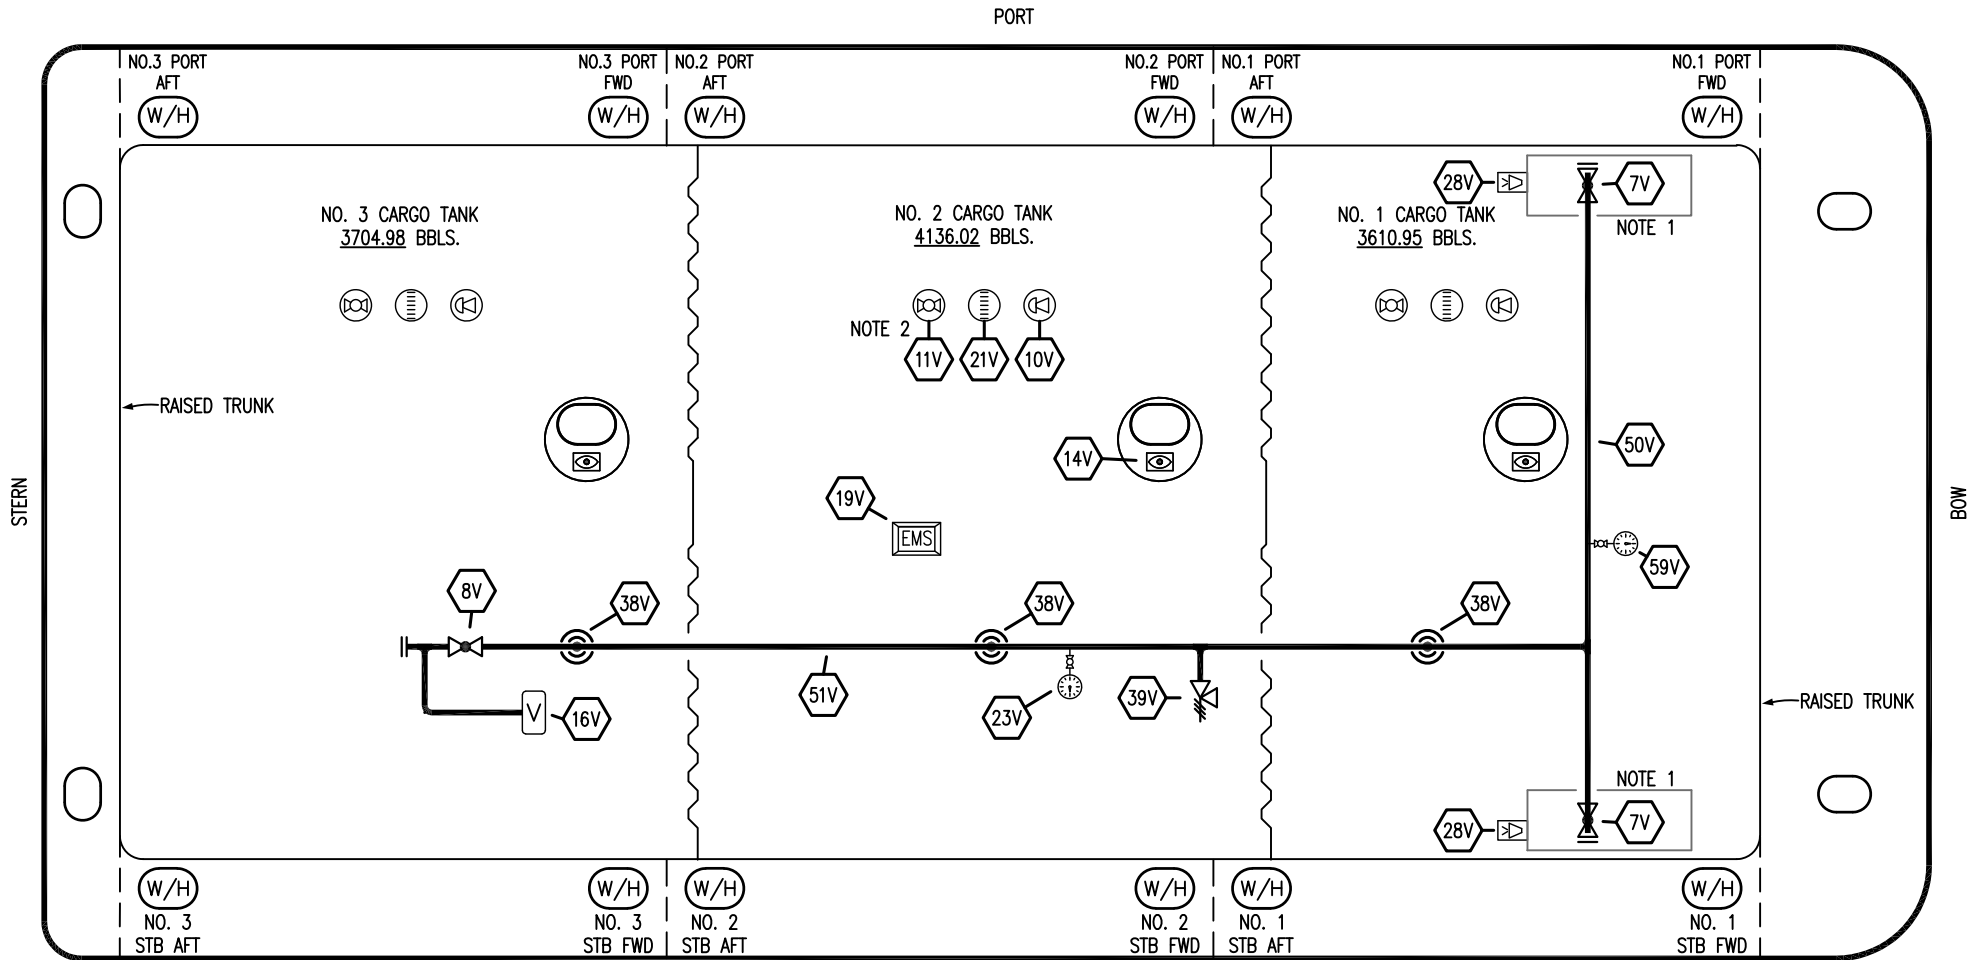 PORT
NO.3 PORT
AFT
W/H
NO.3 PORT
FWD
W/H
NO.2 PORT
AFT
W/H
NO.2 PORT
FWD
W/H
NO.1 PORT
AFT
W/H
NO.1 PORT
FWD
W/H
NO. 3 CARGO TANK
3704.98 BBLS.
NO. 2 CARGO TANK
4136.02 BBLS.
NO. 1 CARGO TANK
3610.95 BBLS.
28V
7V
NOTE 1
NOTE 2
11V
21V
10V
RAISED TRUNK
14V
50V
STERN
BOW
19V
EMS
59V
8V
38V
38V
38V
51V
23V
39V
V
16V
RAISED TRUNK
NOTE 1
28V
7V
W/H
NO. 3
STB AFT
W/H
NO. 3
STB FWD
W/H
NO. 2
STB AFT
W/H
NO. 2
STB FWD
W/H
NO. 1
STB AFT
W/H
NO. 1
STB FWD